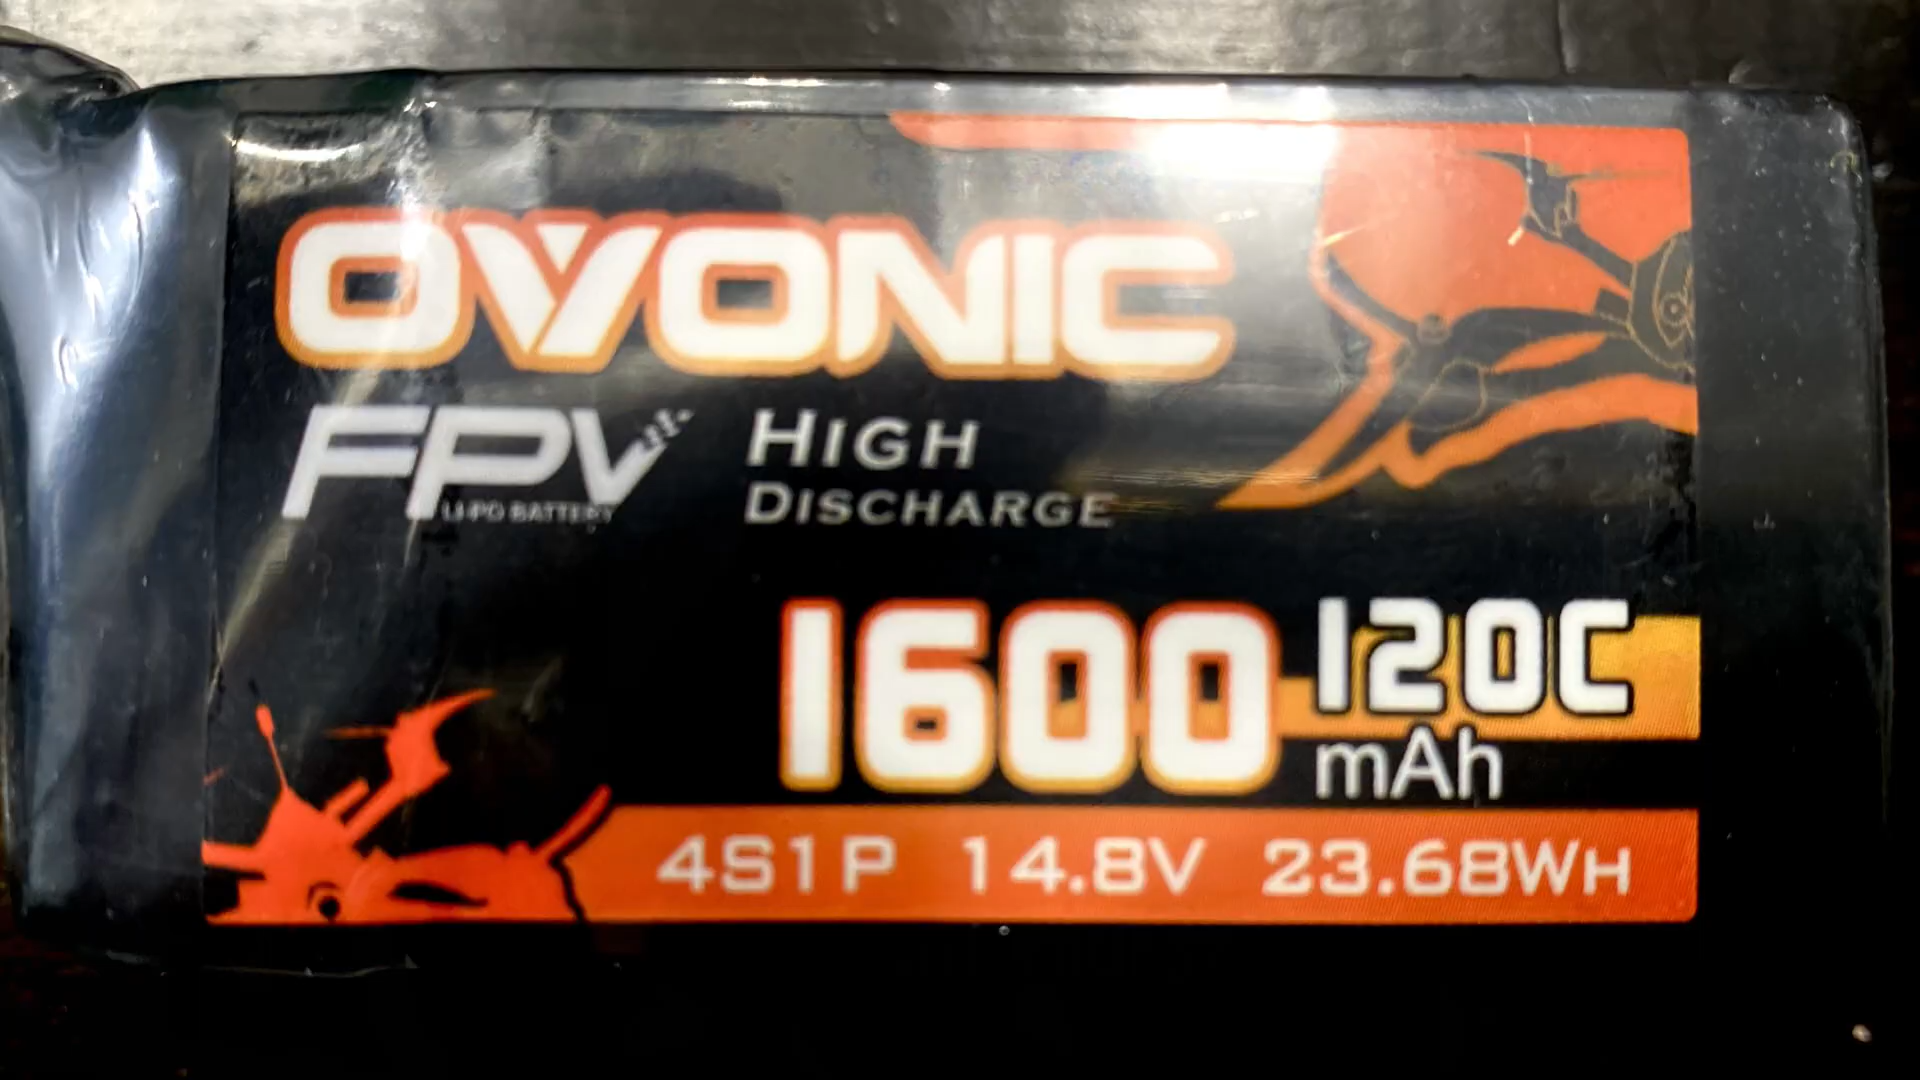 OVONIC
FPV HIGH
LI-PO BATTERY DISCHARGE
1600 120C
mAh
4S1P 14.8V 23.68WH